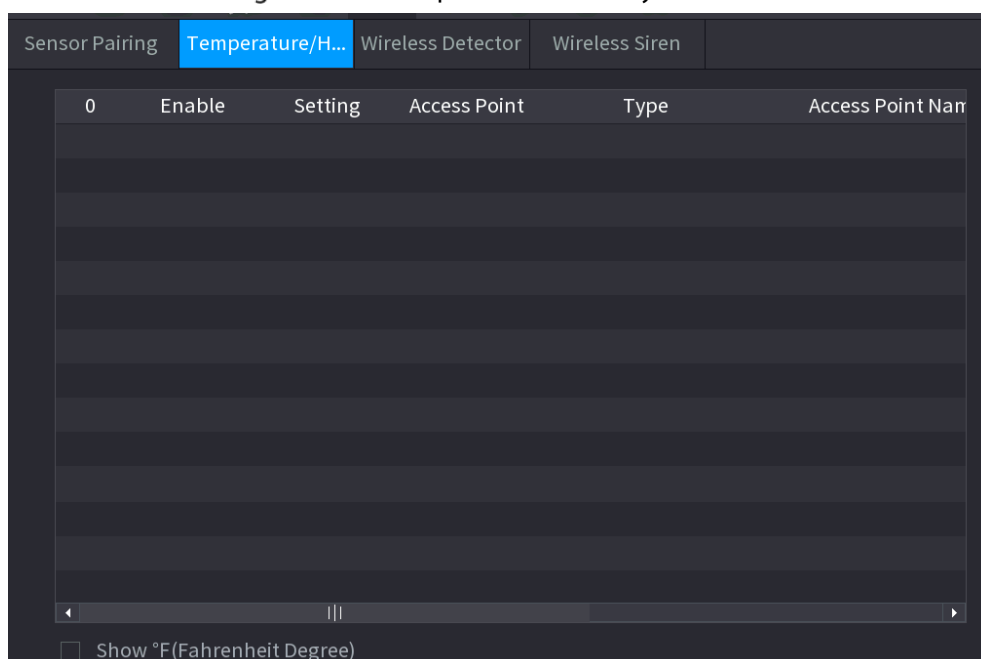 Sensor Pairing Temperature/H... Wireless Detector Wireless Siren
0 Enable Setting Access Point Type Access Point Nam
Show °F(Fahrenheit Degree)